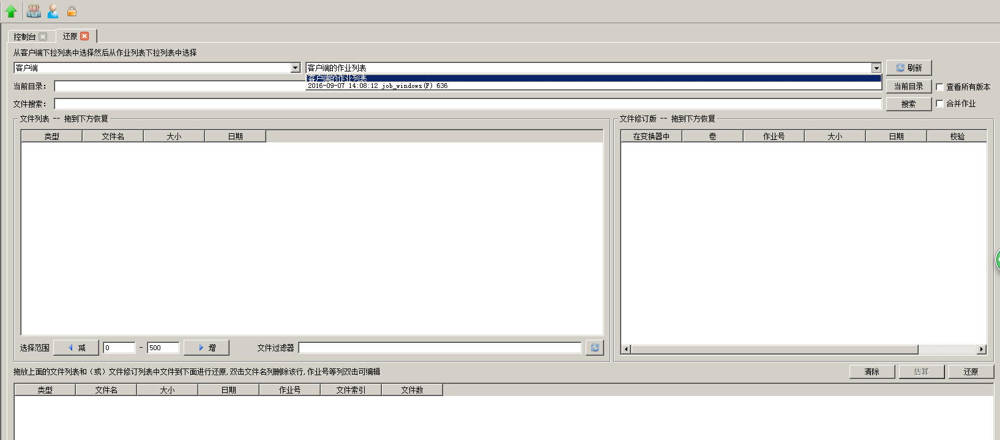 控制台 还原
从客户端下拉列表中选择然后从作业列表下拉列表中选择
客户端 客户端的作业列表 刷新
客户端的作业列表
2016-09-07 14:08:12 job_windows(F) 636
当前目录: 当前目录 查看所有版本
文件搜索: 搜索 合并作业
文件列表 -- 拖到下方恢复 文件修订版 -- 拖到下方恢复
类型 文件名 大小 日期 在变换器中 卷 作业号 大小 日期 校验
选择范围 减 0 - 500 增 文件过滤器
拖放上面的文件列表和（或）文件修订列表中文件到下面进行还原,双击文件名列删除该行,作业号等列双击可编辑 清除 估算 还原
类型 文件名 大小 日期 作业号 文件索引 文件数